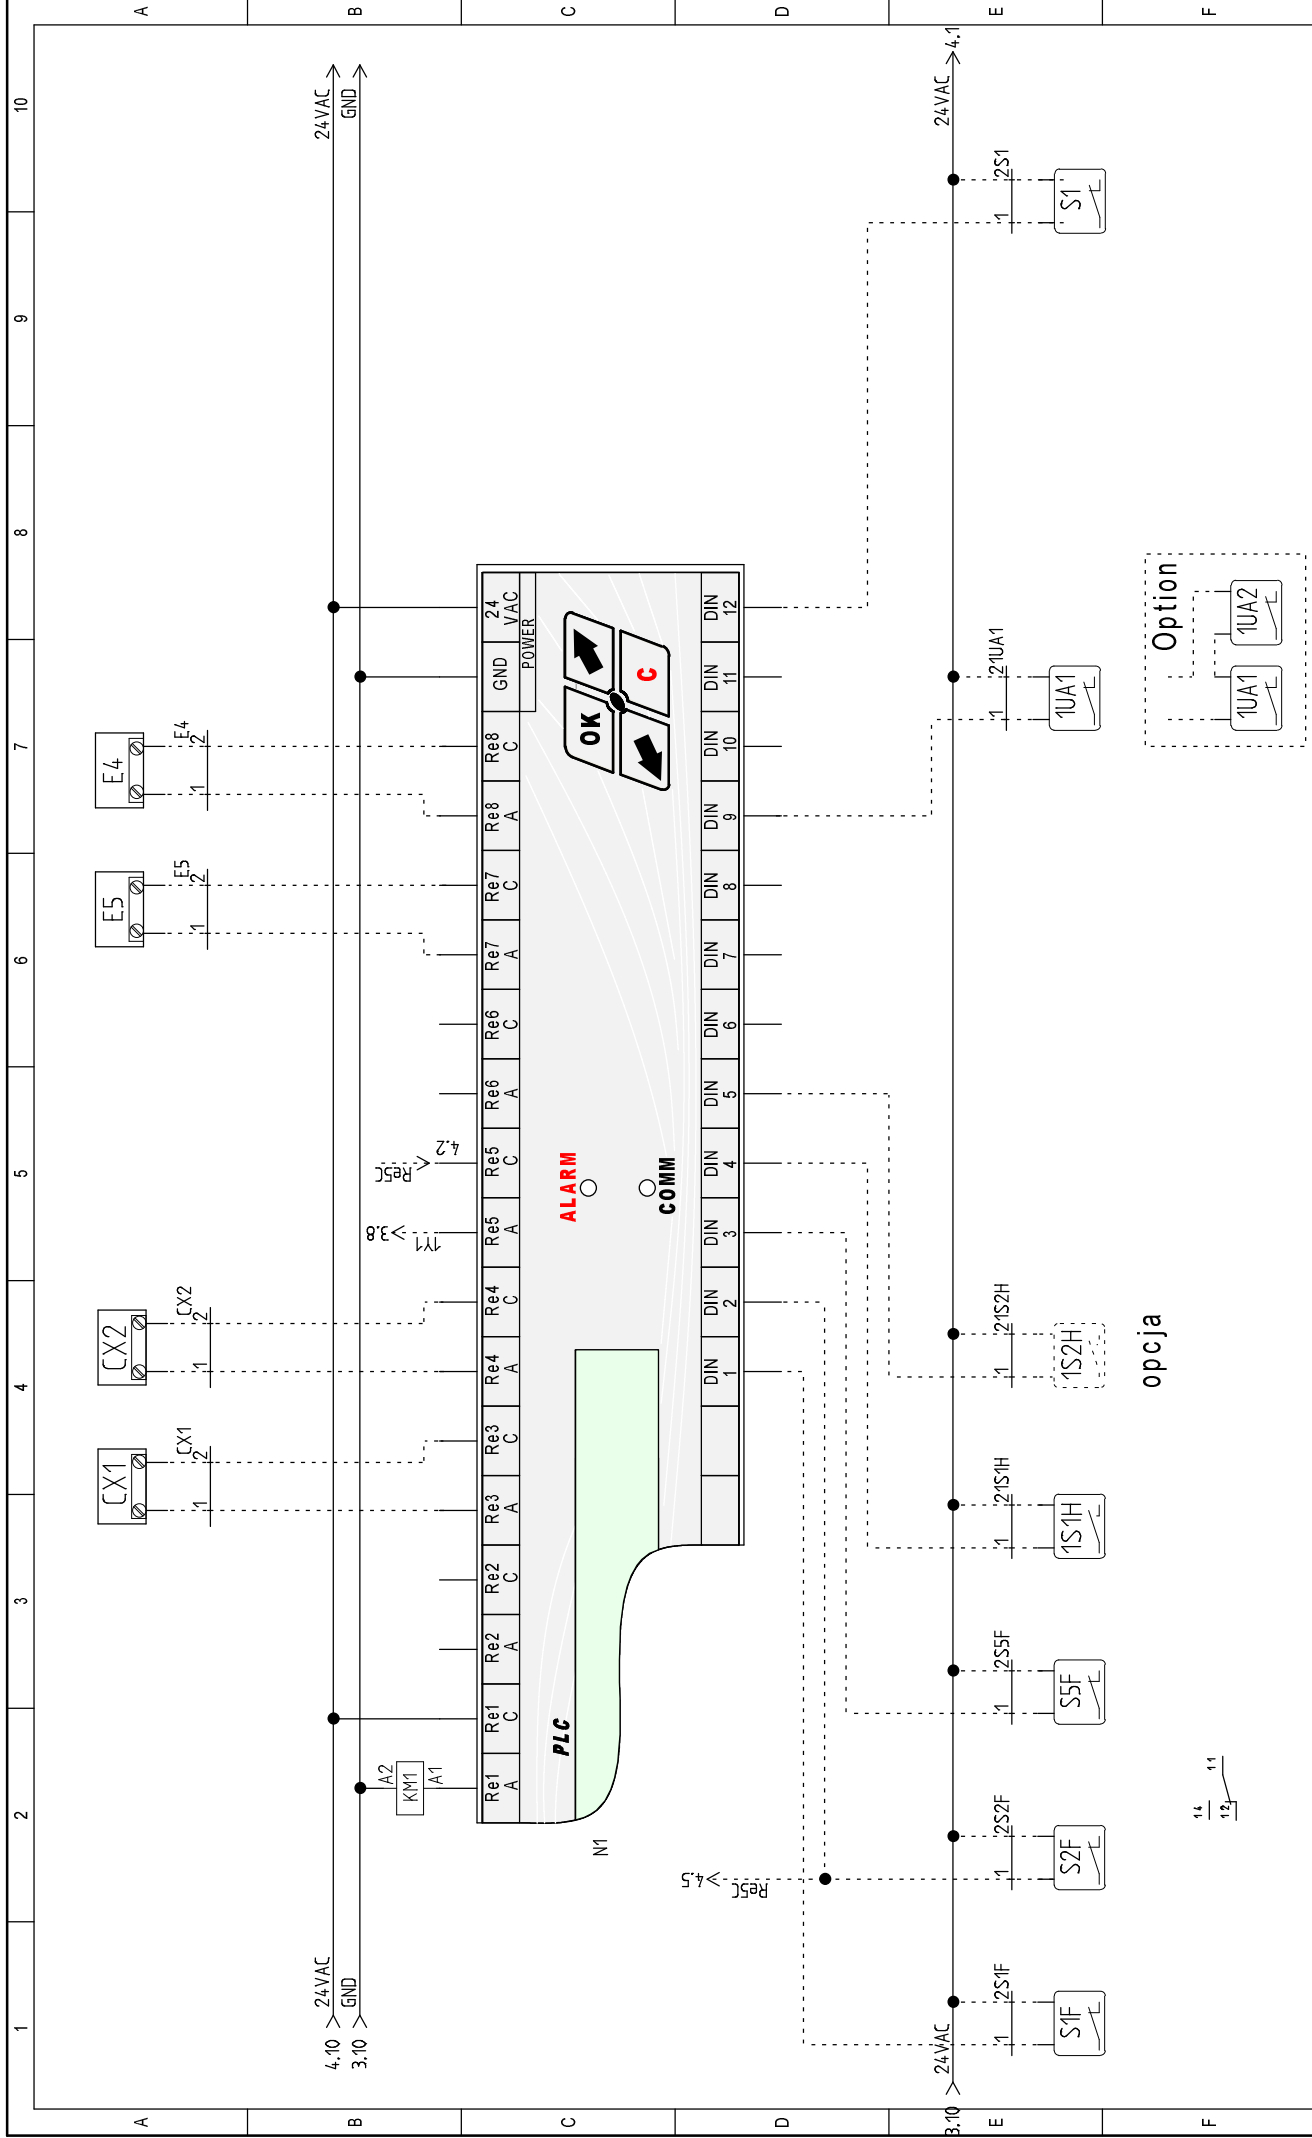 1 2 3 4 5 6 7 8 9 10
A
A
CX1
CX2
E5
E4
1 2 CX1
1 2 CX2
1 2 E5
1 2 E4
B
B
4.10 24VAC
24VAC
3.10 GND
GND
A2
KM1
A1
3.8
1Y1
Re5C
4.2
C
C
Re1 A
Re1 C
Re2 A
Re2 C
Re3 A
Re3 C
Re4 A
Re4 C
Re5 A
Re5 C
Re6 A
Re6 C
Re7 A
Re7 C
Re8 A
Re8 C
GND
24 VAC
POWER
PLC
N1
ALARM
COMM
OK
C
DIN 1
DIN 2
DIN 3
DIN 4
DIN 5
DIN 6
DIN 7
DIN 8
DIN 9
DIN 10
DIN 11
DIN 12
D
D
4.5
Re5C
3.10 24VAC
24VAC 4.1
E
E
1 2S1F
1 2S2F
1 2S5F
1 21S1H
1 21S2H
1 21UA1
1 2S1
S1F
S2F
S5F
1S1H
1S2H
1UA1
S1
opcja
Option
14
12
11
1UA1
1UA2
F
F